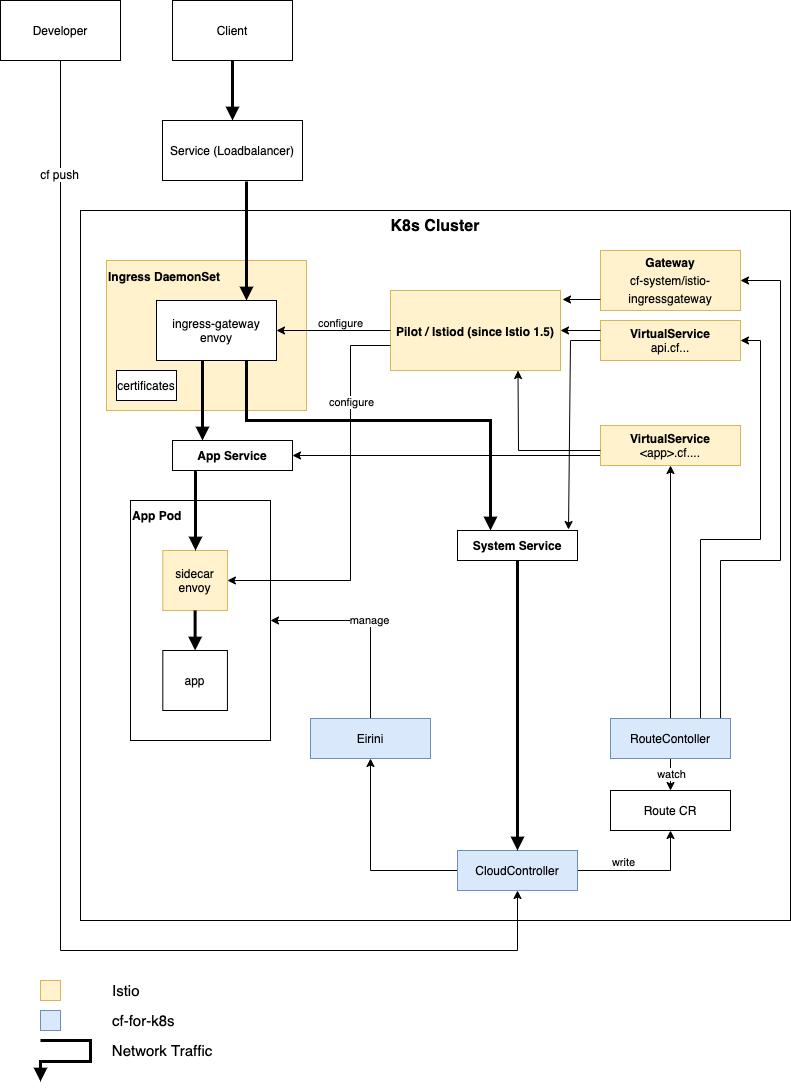 Developer
Client
Service (Loadbalancer)
cf push
K8s Cluster
Ingress DaemonSet
ingress-gateway
envoy
certificates
configure
Pilot / Istiod (since Istio 1.5)
Gateway
cf-system/istio-
ingressgateway
VirtualService
api.cf...
configure
VirtualService
<app>.cf....
App Service
App Pod
System Service
sidecar
envoy
manage
app
Eirini
RouteContoller
watch
Route CR
CloudController
write
Istio
cf-for-k8s
Network Traffic